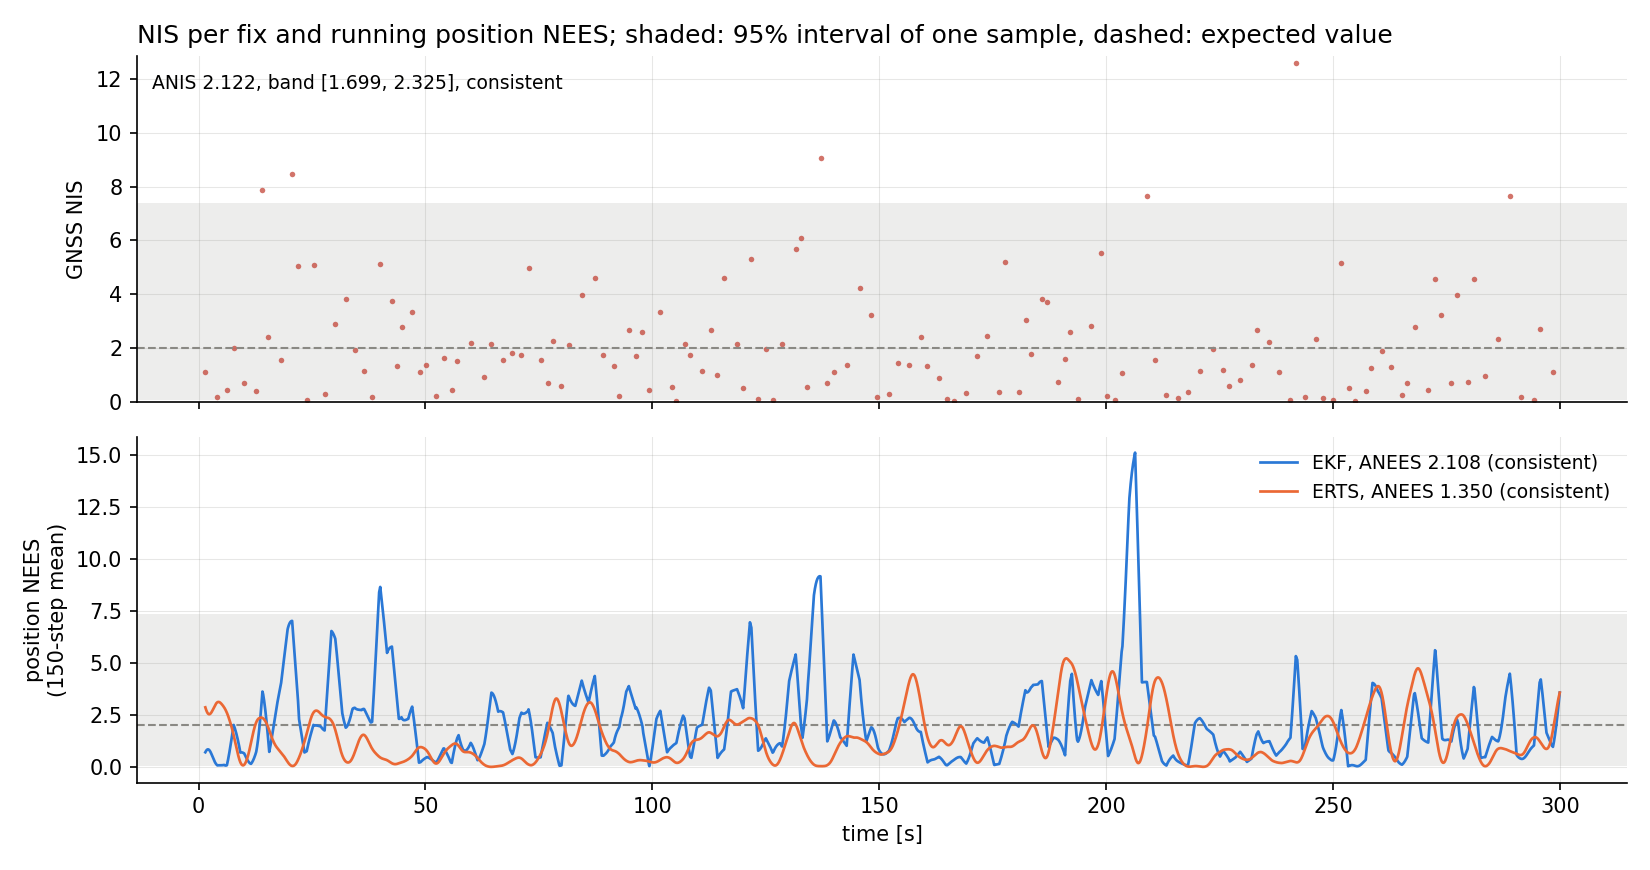 NIS per fix and running position NEES; shaded: 95% interval of one sample, dashed: expected value
ANIS 2.122, band [1.699, 2.325], consistent
GNSS NIS
12
10
8
6
4
2
0
EKF, ANEES 2.108 (consistent)
ERTS, ANEES 1.350 (consistent)
position NEES
(150-step mean)
15.0
12.5
10.0
7.5
5.0
2.5
0.0
0 50 100 150 200 250 300
time [s]